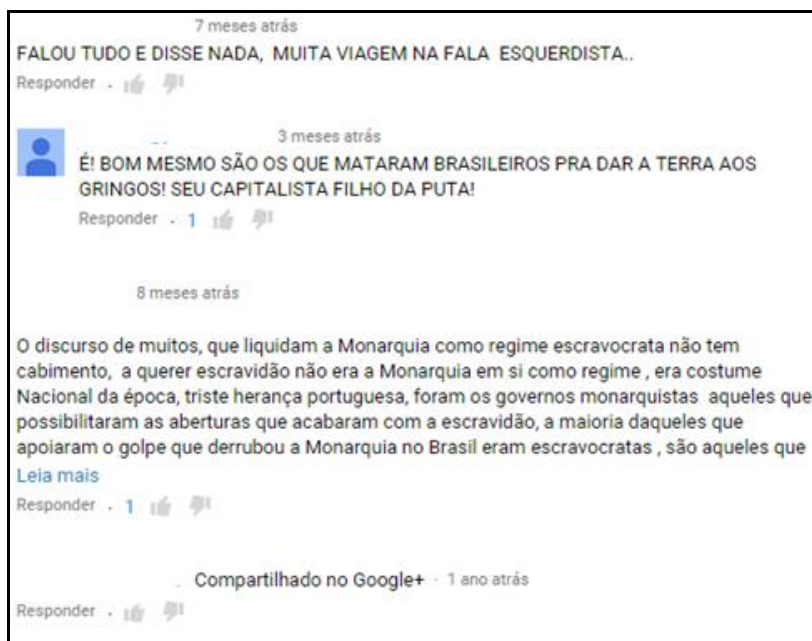 7 meses atrás
FALOU TUDO E DISSE NADA, MUITA VIAGEM NA FALA ESQUERDISTA..
Responder .
3 meses atrás
É! BOM MESMO SÃO OS QUE MATARAM BRASILEIROS PRA DAR A TERRA AOS
GRINGOS! SEU CAPITALISTA FILHO DA PUTA!
Responder . 1
8 meses atrás
O discurso de muitos, que liquidam a Monarquia como regime escravocrata não tem
cabimento, a querer escravidão não era a Monarquia em si como regime , era costume
Nacional da época, triste herança portuguesa, foram os governos monarquistas aqueles que
possibilitaram as aberturas que acabaram com a escravidão, a maioria daqueles que
apoiaram o golpe que derrubou a Monarquia no Brasil eram escravocratas , são aqueles que
Leia mais
Responder . 1
Compartilhado no Google+ · 1 ano atrás
Responder .